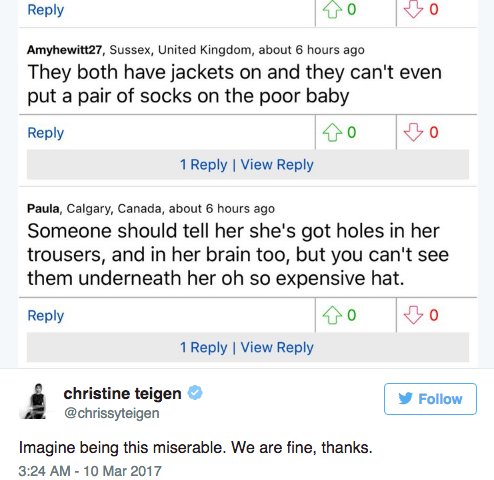 Reply
0
0
Amyhewitt27, Sussex, United Kingdom, about 6 hours ago
They both have jackets on and they can't even
put a pair of socks on the poor baby
Reply
0
0
1 Reply | View Reply
Paula, Calgary, Canada, about 6 hours ago
Someone should tell her she's got holes in her
trousers, and in her brain too, but you can't see
them underneath her oh so expensive hat.
Reply
0
0
1 Reply | View Reply
christine teigen
@chrissyteigen
Follow
Imagine being this miserable. We are fine, thanks.
3:24 AM - 10 Mar 2017